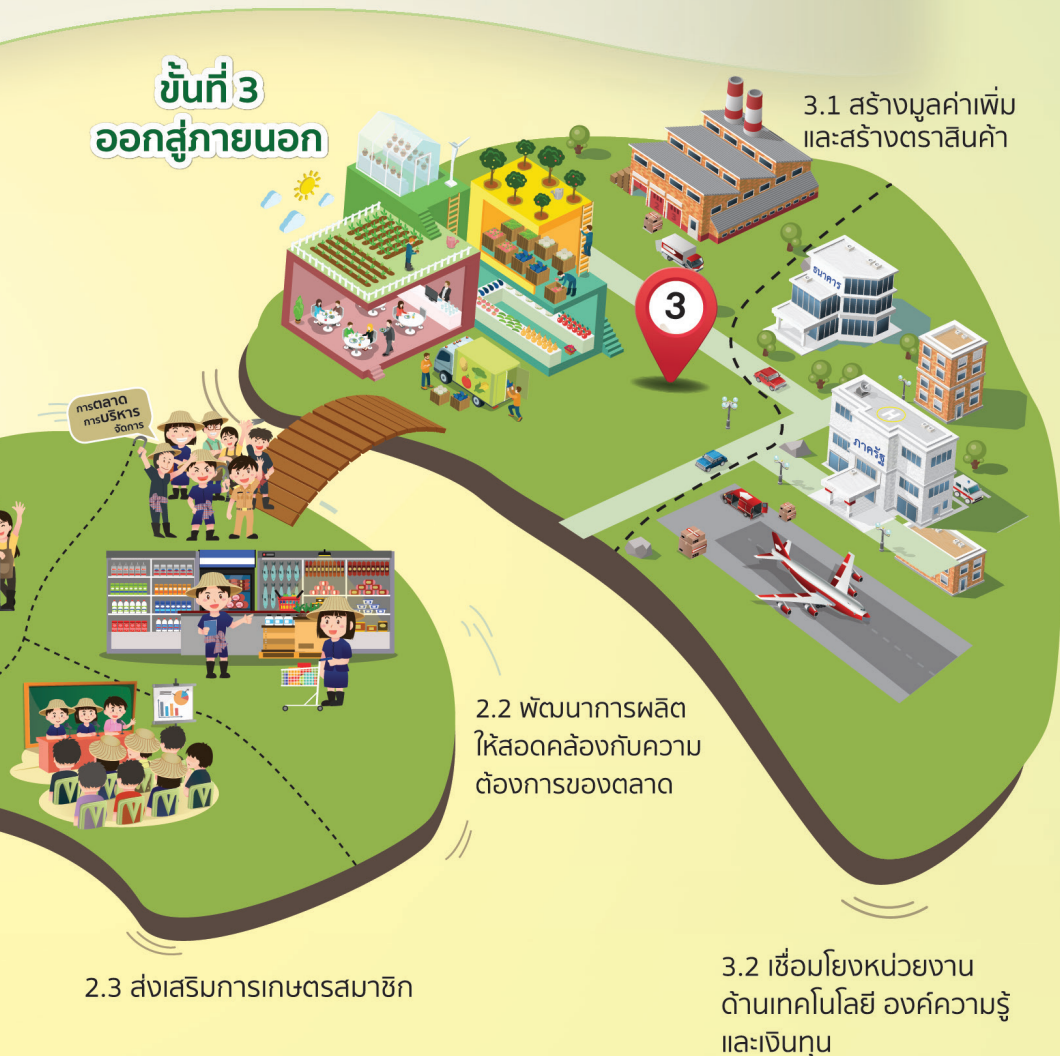 ขั้นที่ 3
ออกสู่ภายนอก
3.1 สร้างมูลค่าเพิ่ม
และสร้างตราสินค้า
ธนาคาร
3
ภาครัฐ
H
การตลาด
การบริหาร
จัดการ
2.2 พัฒนาการผลิต
ให้สอดคล้องกับความ
ต้องการของตลาด
2.3 ส่งเสริมการเกษตรสมาชิก
3.2 เชื่อมโยงหน่วยงาน
ด้านเทคโนโลยี องค์ความรู้
และเงินทุน